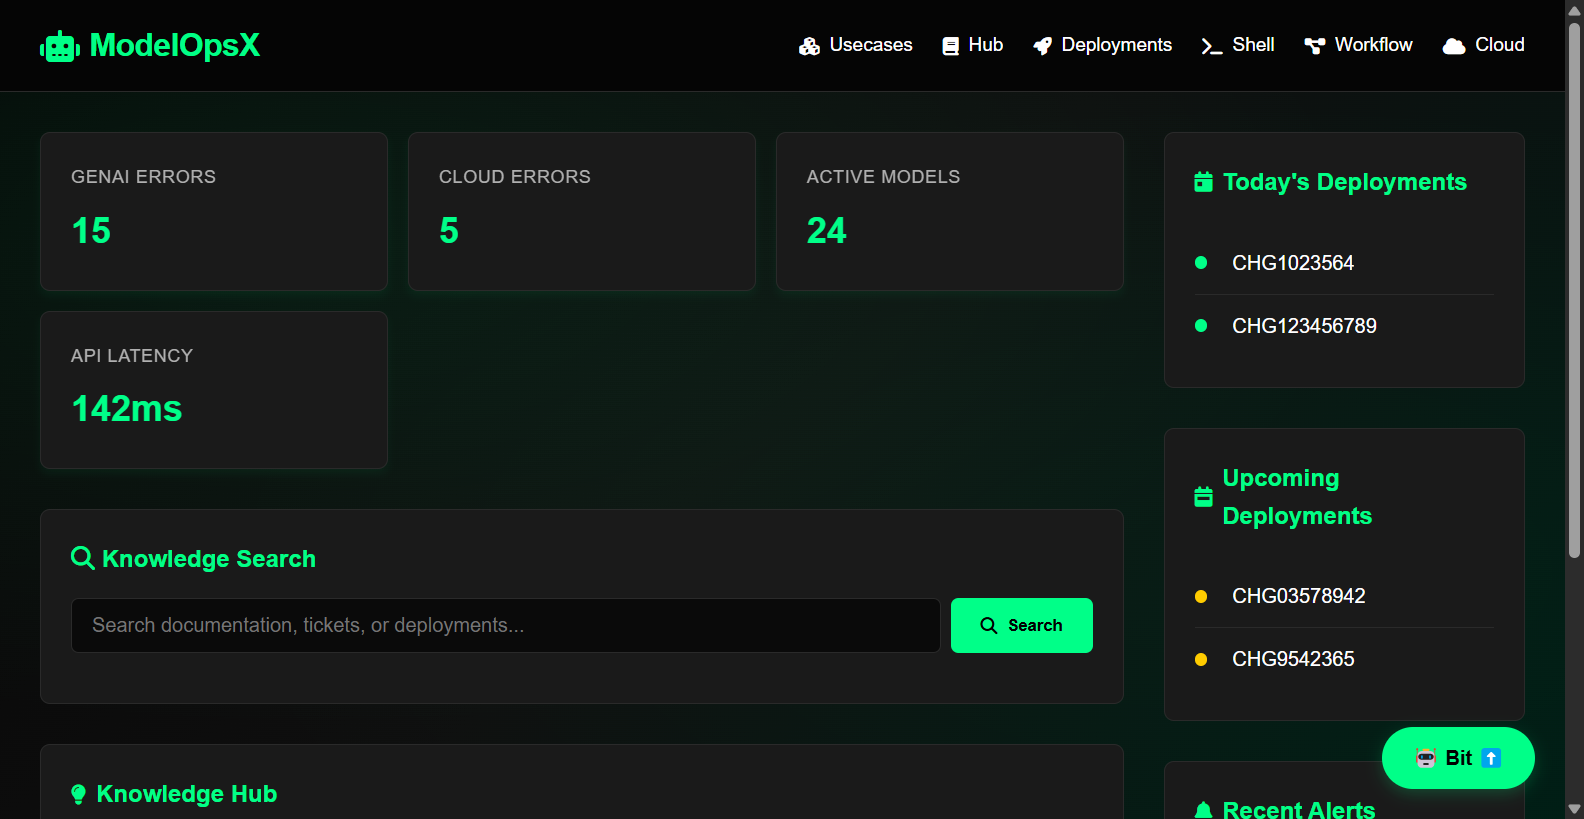 ModelOpsX
Usecases
Hub
Deployments
Shell
Workflow
Cloud
GENAI ERRORS
15
CLOUD ERRORS
5
ACTIVE MODELS
24
API LATENCY
142ms
Knowledge Search
Search documentation, tickets, or deployments...
Search
Knowledge Hub
Today's Deployments
CHG1023564
CHG123456789
Upcoming
Deployments
CHG03578942
CHG9542365
Bit
Recent Alerts